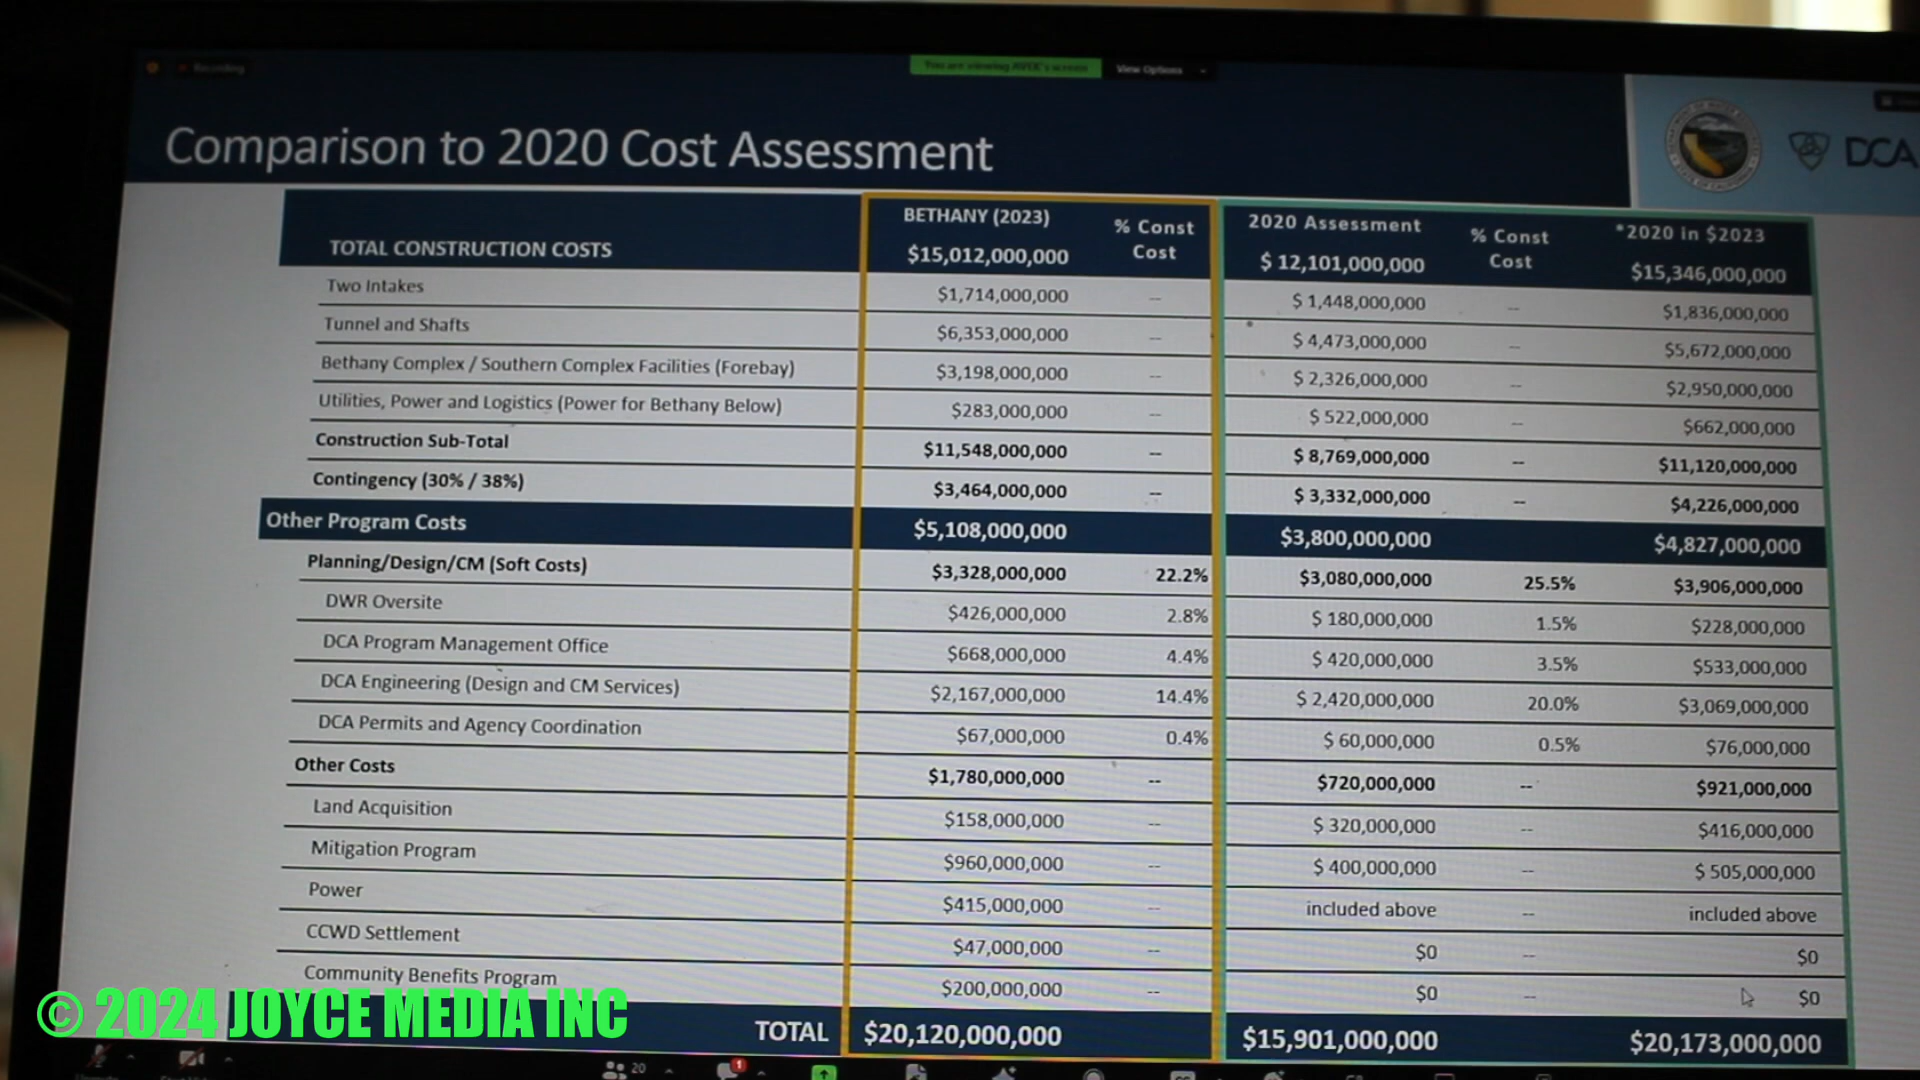 Recording
You are viewing AVEK's screen View Options
Comparison to 2020 Cost Assessment
DCA
TOTAL CONSTRUCTION COSTS BETHANY (2023) $15,012,000,000 % Const Cost 2020 Assessment $ 12,101,000,000 % Const Cost *2020 in $2023 $15,346,000,000
Two Intakes $1,714,000,000 -- $ 1,448,000,000 -- $1,836,000,000
Tunnel and Shafts $6,353,000,000 -- $ 4,473,000,000 -- $5,672,000,000
Bethany Complex / Southern Complex Facilities (Forebay) $3,198,000,000 -- $ 2,326,000,000 -- $2,950,000,000
Utilities, Power and Logistics (Power for Bethany Below) $283,000,000 -- $ 522,000,000 -- $662,000,000
Construction Sub-Total $11,548,000,000 -- $ 8,769,000,000 -- $11,120,000,000
Contingency (30% / 38%) $3,464,000,000 -- $ 3,332,000,000 -- $4,226,000,000
Other Program Costs $5,108,000,000 $3,800,000,000 $4,827,000,000
Planning/Design/CM (Soft Costs) $3,328,000,000 22.2% $3,080,000,000 25.5% $3,906,000,000
DWR Oversite $426,000,000 2.8% $ 180,000,000 1.5% $228,000,000
DCA Program Management Office $668,000,000 4.4% $ 420,000,000 3.5% $533,000,000
DCA Engineering (Design and CM Services) $2,167,000,000 14.4% $ 2,420,000,000 20.0% $3,069,000,000
DCA Permits and Agency Coordination $67,000,000 0.4% $ 60,000,000 0.5% $76,000,000
Other Costs $1,780,000,000 -- $720,000,000 -- $921,000,000
Land Acquisition $158,000,000 -- $ 320,000,000 -- $416,000,000
Mitigation Program $960,000,000 -- $ 400,000,000 -- $ 505,000,000
Power $415,000,000 -- included above -- included above
CCWD Settlement $47,000,000 -- $0 -- $0
Community Benefits Program $200,000,000 -- $0 -- $0
TOTAL $20,120,000,000 $15,901,000,000 $20,173,000,000
© 2024 JOYCE MEDIA INC
20 1